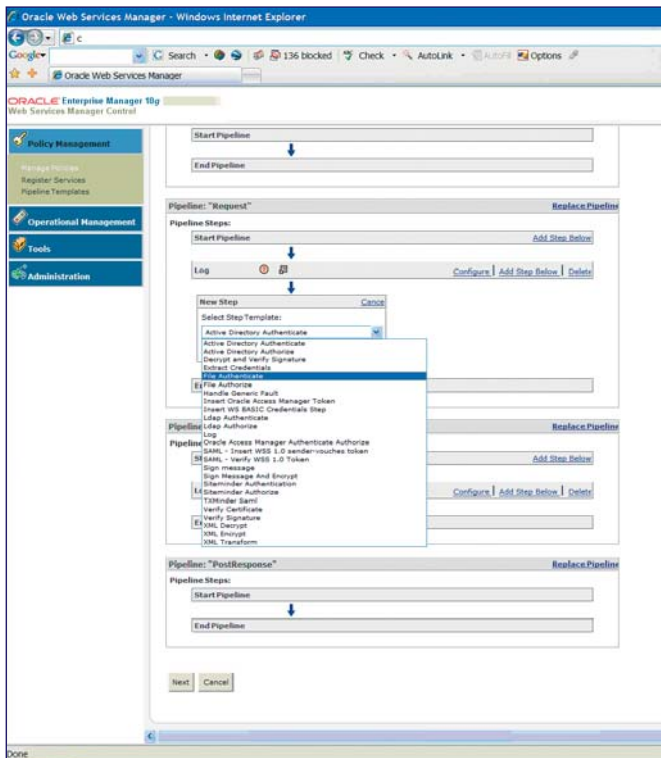 Oracle Web Services Manager - Windows Internet Explorer
c
Google Search 136 blocked Check AutoLink AutoFill Options
Oracle Web Services Manager
ORACLE Enterprise Manager 10g
Web Services Manager Control
Policy Management
Manage Policies
Register Services
Pipeline Templates
Operational Management
Tools
Administration
Start Pipeline
End Pipeline
Pipeline: "Request" Replace Pipeline
Pipeline Steps:
Start Pipeline Add Step Below
Log Configure | Add Step Below | Delete
New Step Cance
Select Step Template:
Active Directory Authenticate
Active Directory Authenticate
Active Directory Authorize
Decrypt and Verify Signature
Extract Credentials
File Authenticate
File Authorize
Handle Generic Fault
Insert Oracle Access Manager Token
Insert WS BASIC Credentials Step
Ldap Authenticate
Ldap Authorize
Log
Oracle Access Manager Authenticate Authorize
SAML - Insert WSS 1.0 sender-vouches token
SAML - Verify WSS 1.0 Token
Sign message
Sign Message And Encrypt
Siteminder Authentication
Siteminder Authorize
TXMinder Saml
Verify Certificate
Verify Signature
XML Decrypt
XML Encrypt
XML Transform
E
Pipeline Replace Pipeline
Pipeline
St Add Step Below
Lo Configure | Add Step Below | Delete
E
Pipeline: "PostResponse" Replace Pipeline
Pipeline Steps:
Start Pipeline
End Pipeline
Next Cancel
Done